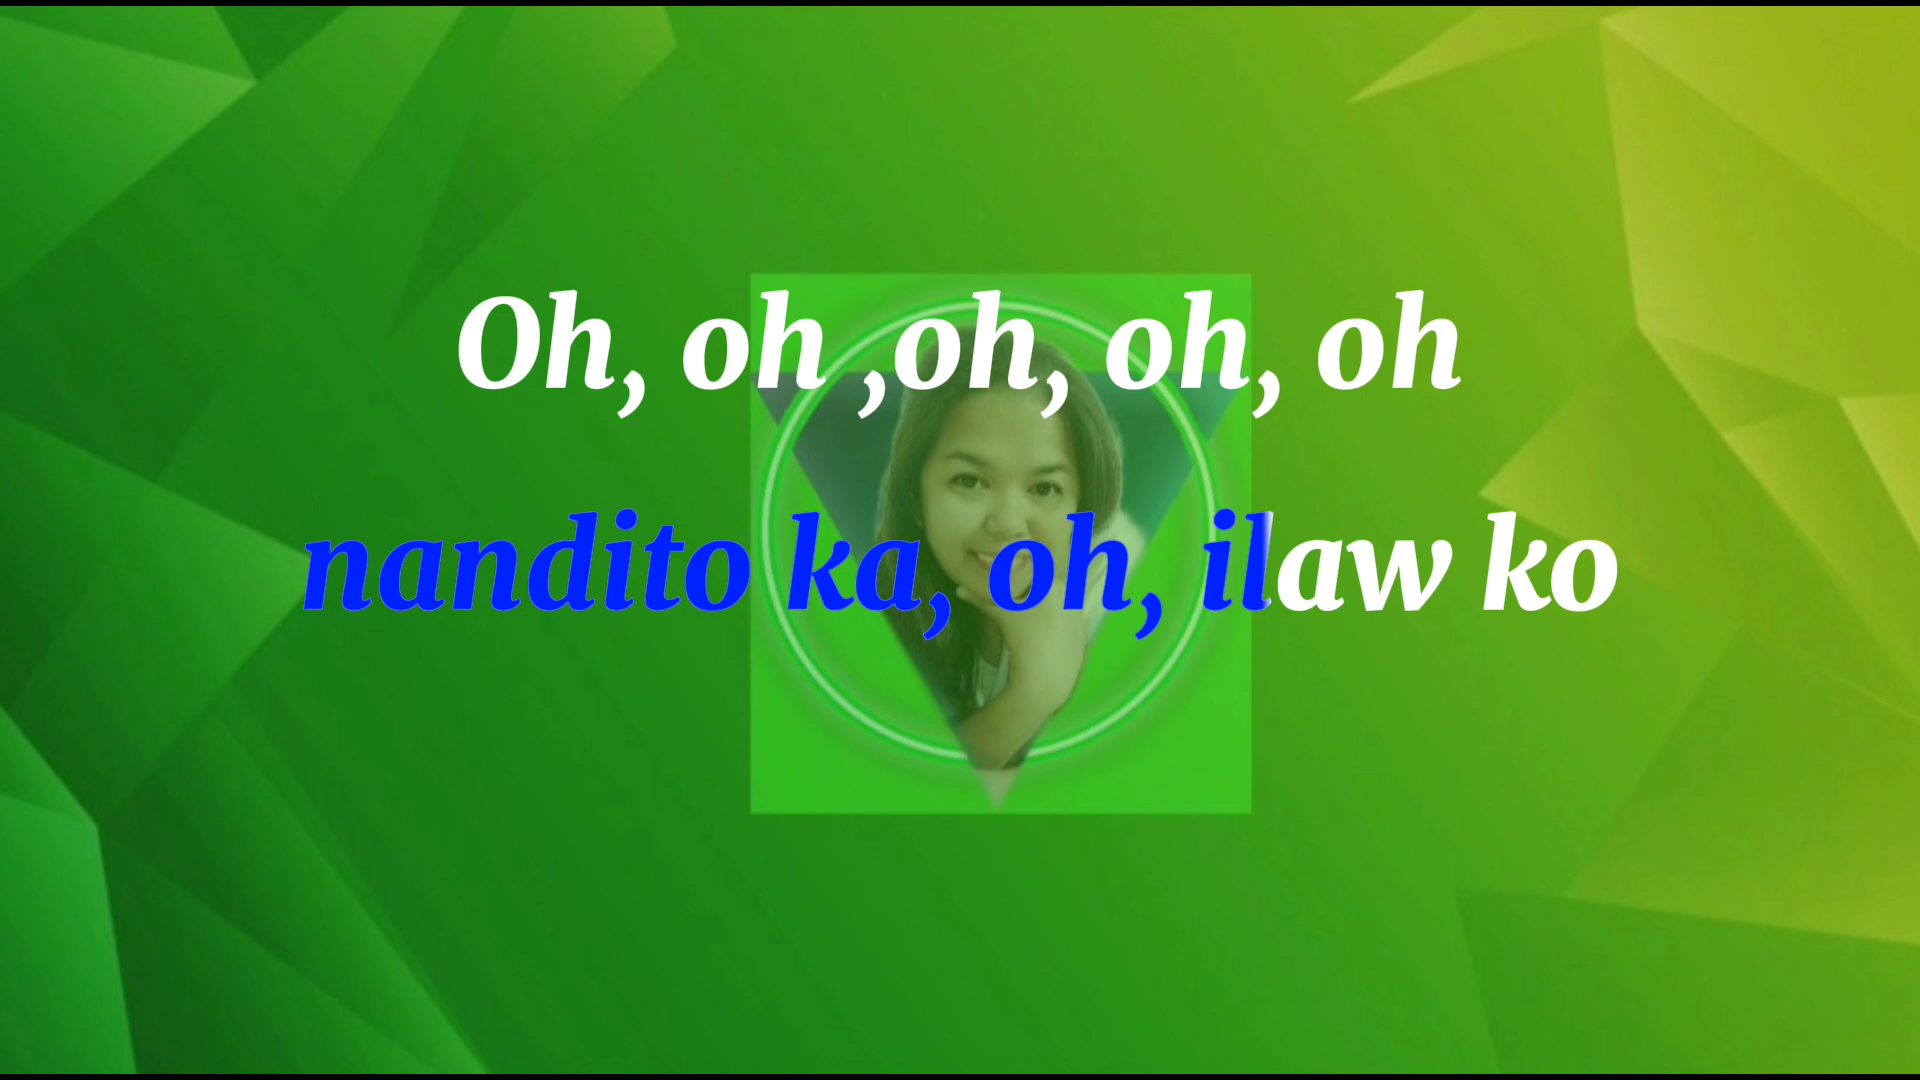 Oh, oh ,oh, oh, oh
nandito ka, oh, ilaw ko